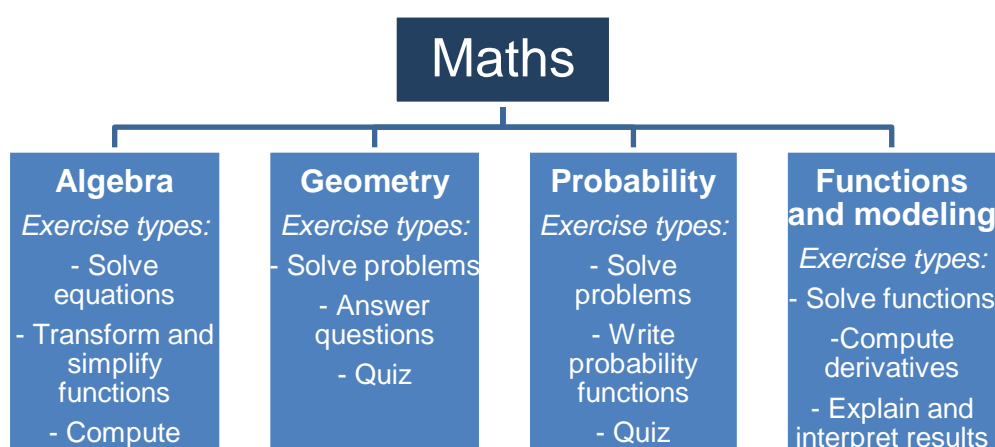 Maths
Algebra
Exercise types:
- Solve
equations
- Transform and
simplify
functions
- Compute
Geometry
Exercise types:
- Solve problems
- Answer
questions
- Quiz
Probability
Exercise types:
- Solve
problems
- Write
probability
functions
- Quiz
Functions
and modeling
Exercise types:
- Solve functions
-Compute
derivatives
- Explain and
interpret results